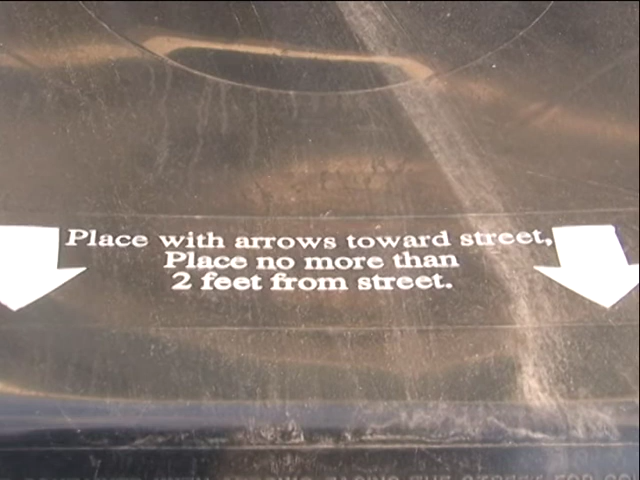 Place with arrows toward street,
Place no more than
2 feet from street.